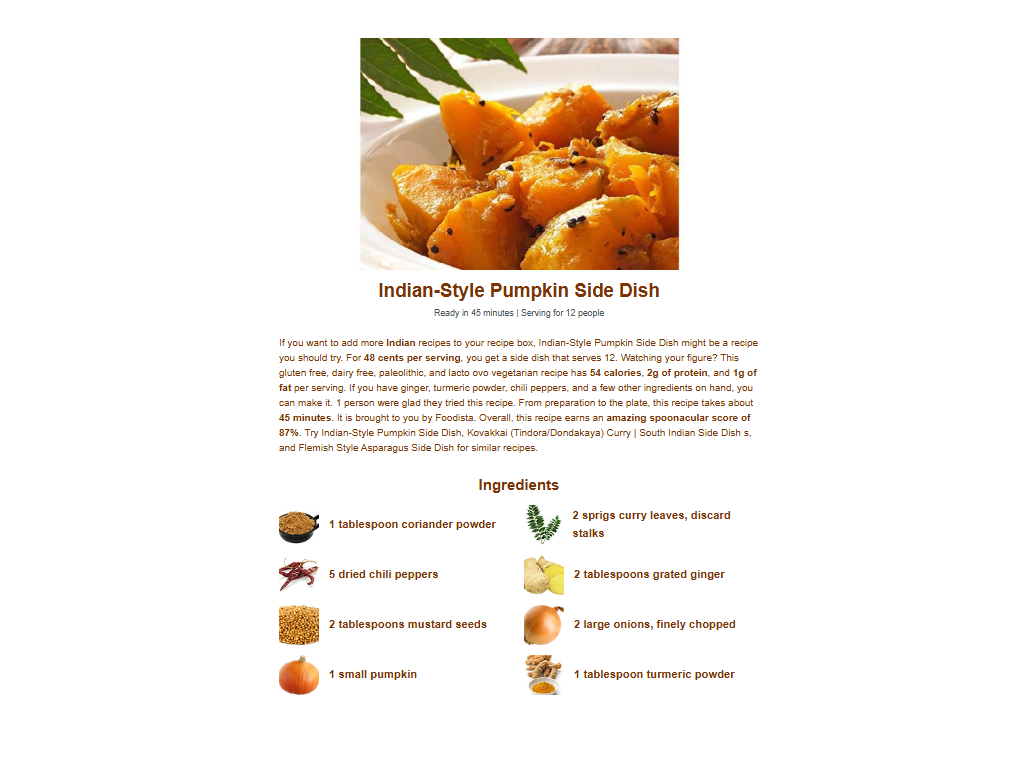 Indian-Style Pumpkin Side Dish
Ready in 45 minutes | Serving for 12 people
If you want to add more Indian recipes to your recipe box, Indian-Style Pumpkin Side Dish might be a recipe
you should try. For 48 cents per serving, you get a side dish that serves 12. Watching your figure? This
gluten free, dairy free, paleolithic, and lacto ovo vegetarian recipe has 54 calories, 2g of protein, and 1g of
fat per serving. If you have ginger, turmeric powder, chili peppers, and a few other ingredients on hand, you
can make it. 1 person were glad they tried this recipe. From preparation to the plate, this recipe takes about
45 minutes. It is brought to you by Foodista. Overall, this recipe earns an amazing spoonacular score of
87%. Try Indian-Style Pumpkin Side Dish, Kovakkai (Tindora/Dondakaya) Curry | South Indian Side Dish s,
and Flemish Style Asparagus Side Dish for similar recipes.
Ingredients
1 tablespoon coriander powder
2 sprigs curry leaves, discard
stalks
5 dried chili peppers
2 tablespoons grated ginger
2 tablespoons mustard seeds
2 large onions, finely chopped
1 small pumpkin
1 tablespoon turmeric powder